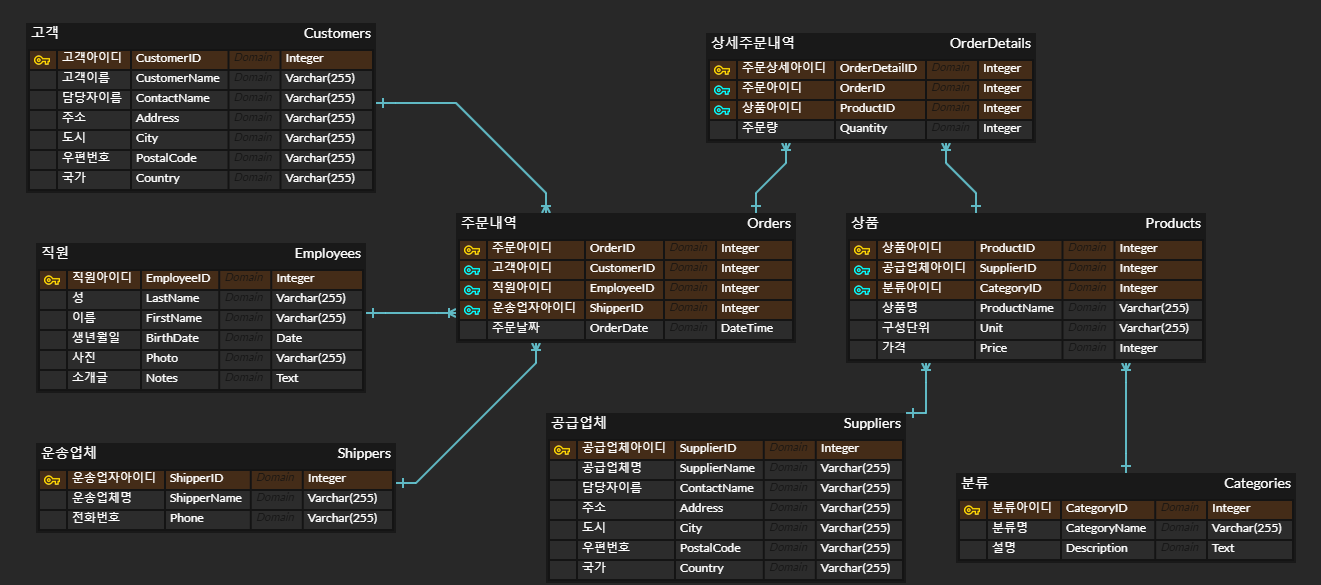 고객 Customers
고객아이디 CustomerID Domain Integer
고객이름 CustomerName Domain Varchar(255)
담당자이름 ContactName Domain Varchar(255)
주소 Address Domain Varchar(255)
도시 City Domain Varchar(255)
우편번호 PostalCode Domain Varchar(255)
국가 Country Domain Varchar(255)
상세주문내역 OrderDetails
주문상세아이디 OrderDetailID Domain Integer
주문아이디 OrderID Domain Integer
상품아이디 ProductID Domain Integer
주문량 Quantity Domain Integer
직원 Employees
직원아이디 EmployeeID Domain Integer
성 LastName Domain Varchar(255)
이름 FirstName Domain Varchar(255)
생년월일 BirthDate Domain Date
사진 Photo Domain Varchar(255)
소개글 Notes Domain Text
주문내역 Orders
주문아이디 OrderID Domain Integer
고객아이디 CustomerID Domain Integer
직원아이디 EmployeeID Domain Integer
운송업자아이디 ShipperID Domain Integer
주문날짜 OrderDate Domain DateTime
상품 Products
상품아이디 ProductID Domain Integer
공급업체아이디 SupplierID Domain Integer
분류아이디 CategoryID Domain Integer
상품명 ProductName Domain Varchar(255)
구성단위 Unit Domain Varchar(255)
가격 Price Domain Integer
운송업체 Shippers
운송업자아이디 ShipperID Domain Integer
운송업체명 ShipperName Domain Varchar(255)
전화번호 Phone Domain Varchar(255)
공급업체 Suppliers
공급업체아이디 SupplierID Domain Integer
공급업체명 SupplierName Domain Varchar(255)
담당자이름 ContactName Domain Varchar(255)
주소 Address Domain Varchar(255)
도시 City Domain Varchar(255)
우편번호 PostalCode Domain Varchar(255)
국가 Country Domain Varchar(255)
분류 Categories
분류아이디 CategoryID Domain Integer
분류명 CategoryName Domain Varchar(255)
설명 Description Domain Text